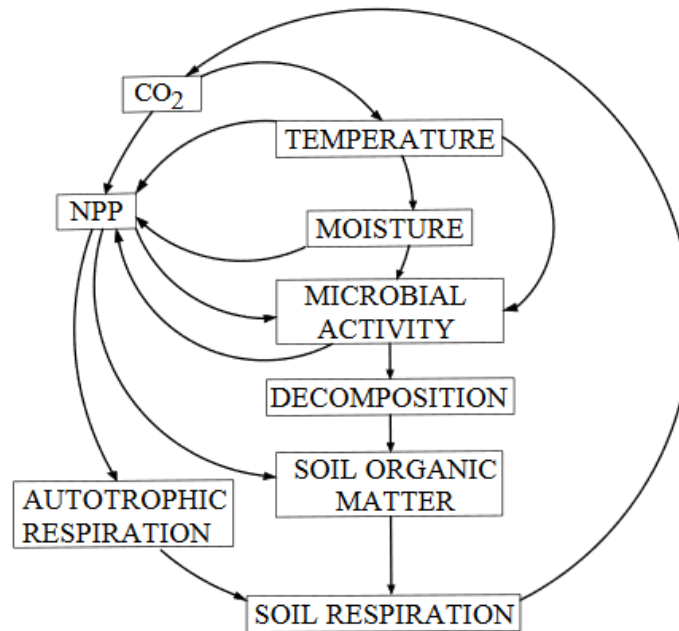 CO2
TEMPERATURE
NPP
MOISTURE
MICROBIAL
ACTIVITY
DECOMPOSITION
SOIL ORGANIC
MATTER
AUTOTROPHIC
RESPIRATION
SOIL RESPIRATION